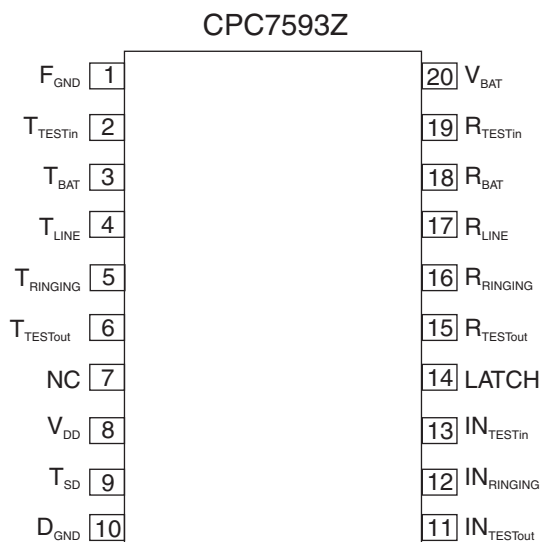 CPC7593Z
F_GND 1 20 V_BAT
T_TESTin 2 19 R_TESTin
T_BAT 3 18 R_BAT
T_LINE 4 17 R_LINE
T_RINGING 5 16 R_RINGING
T_TESTout 6 15 R_TESTout
NC 7 14 LATCH
V_DD 8 13 IN_TESTin
T_SD 9 12 IN_RINGING
D_GND 10 11 IN_TESTout